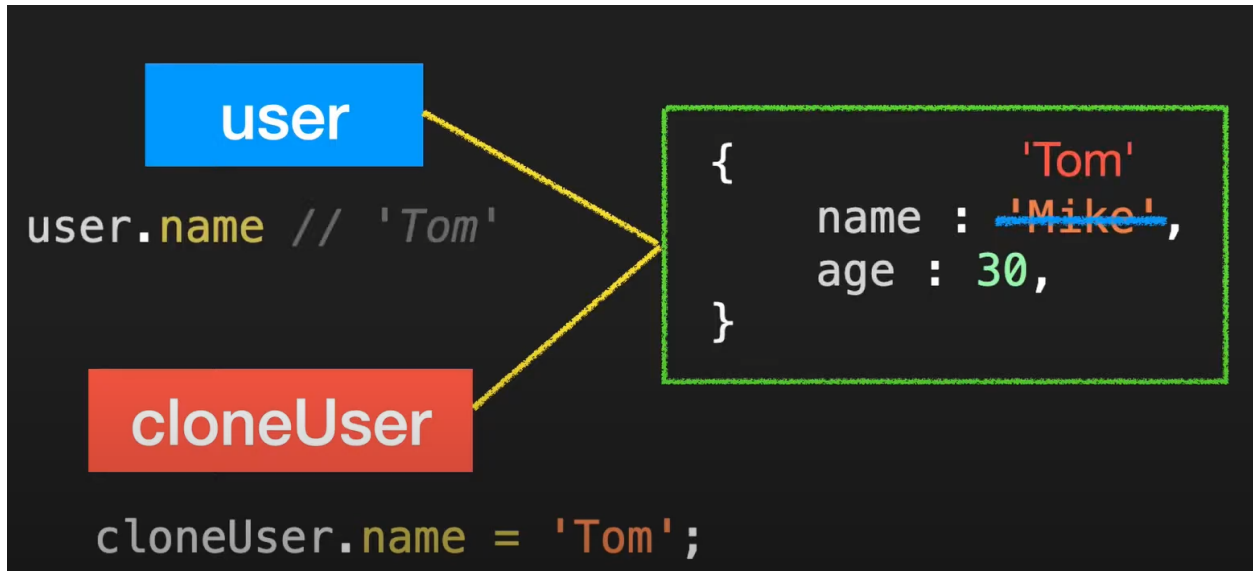 user
user.name // 'Tom'
cloneUser
cloneUser.name = 'Tom';
{
'Tom'
name : 'Mike',
age : 30,
}